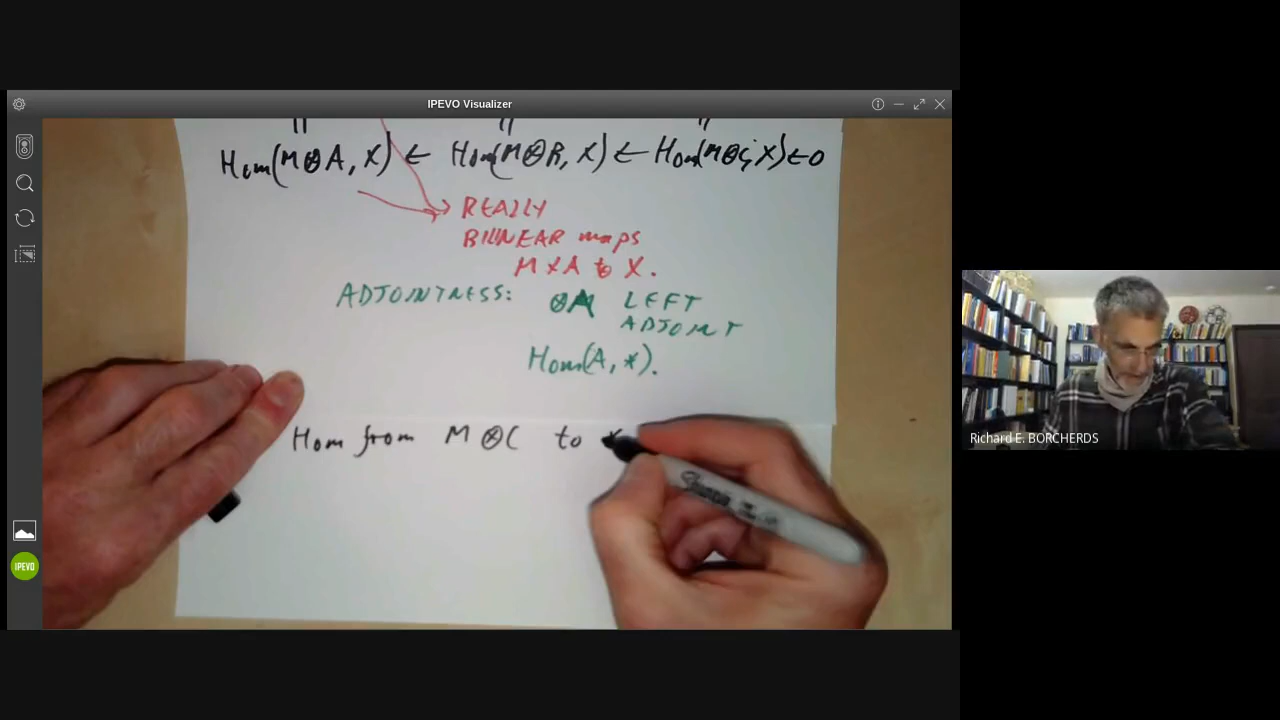 IPEVO Visualizer
Hom(M⊗A, X) ← Hom(M⊗B, X) ← Hom(M⊗C, X) ← 0
REALLY
BILINEAR maps
M × A to X.
ADJOINTNESS: ⊗A LEFT
ADJOINT
Hom(A, *).
Hom from M ⊗ C to
Richard E. BORCHERDS
IPEVO